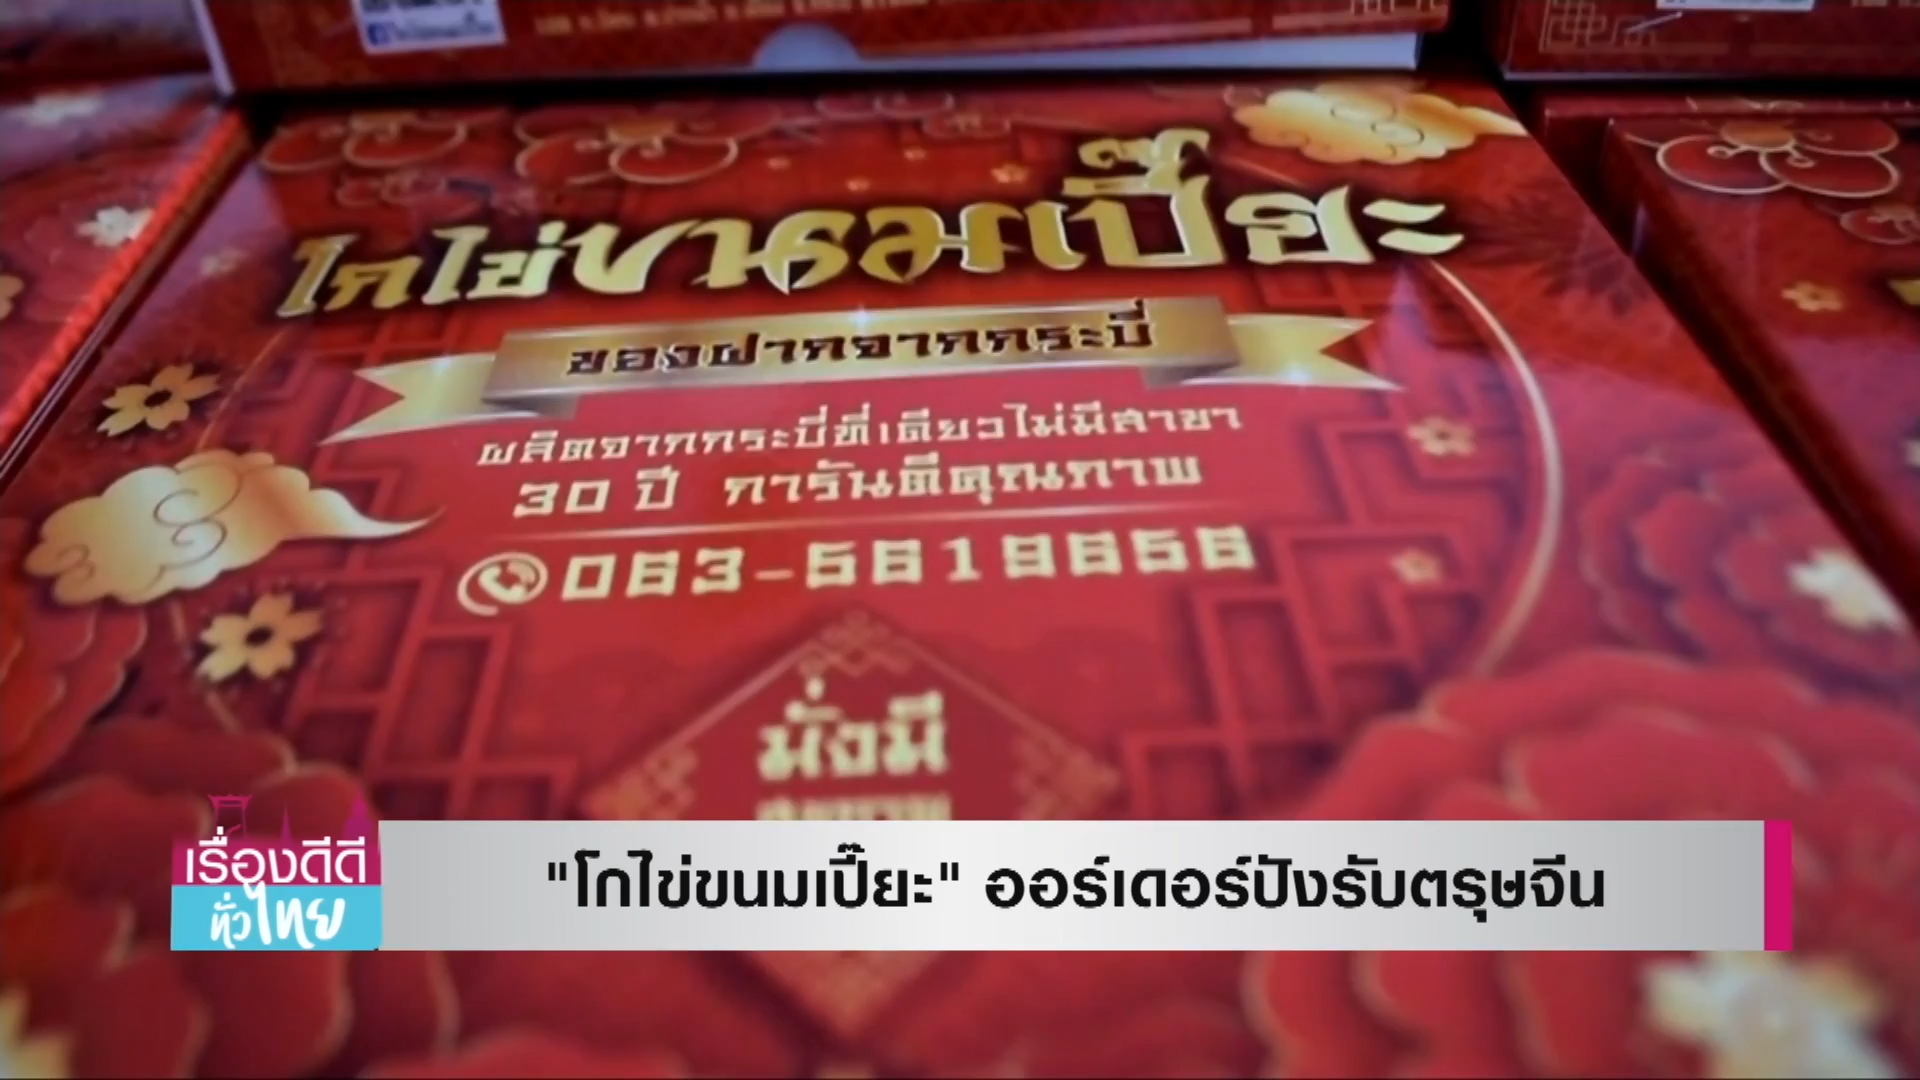 โกไข่ขนมเปี๊ยะ
ของฝากจากกระบี่
ผลิตจากกระบี่ที่เดียวไม่มีสาขา
30 ปี การันตีคุณภาพ
063-5619656
มั่งมี
เรื่องดีดี
ทั่วไทย
"โกไข่ขนมเปี๊ยะ" ออร์เดอร์ปังรับตรุษจีน